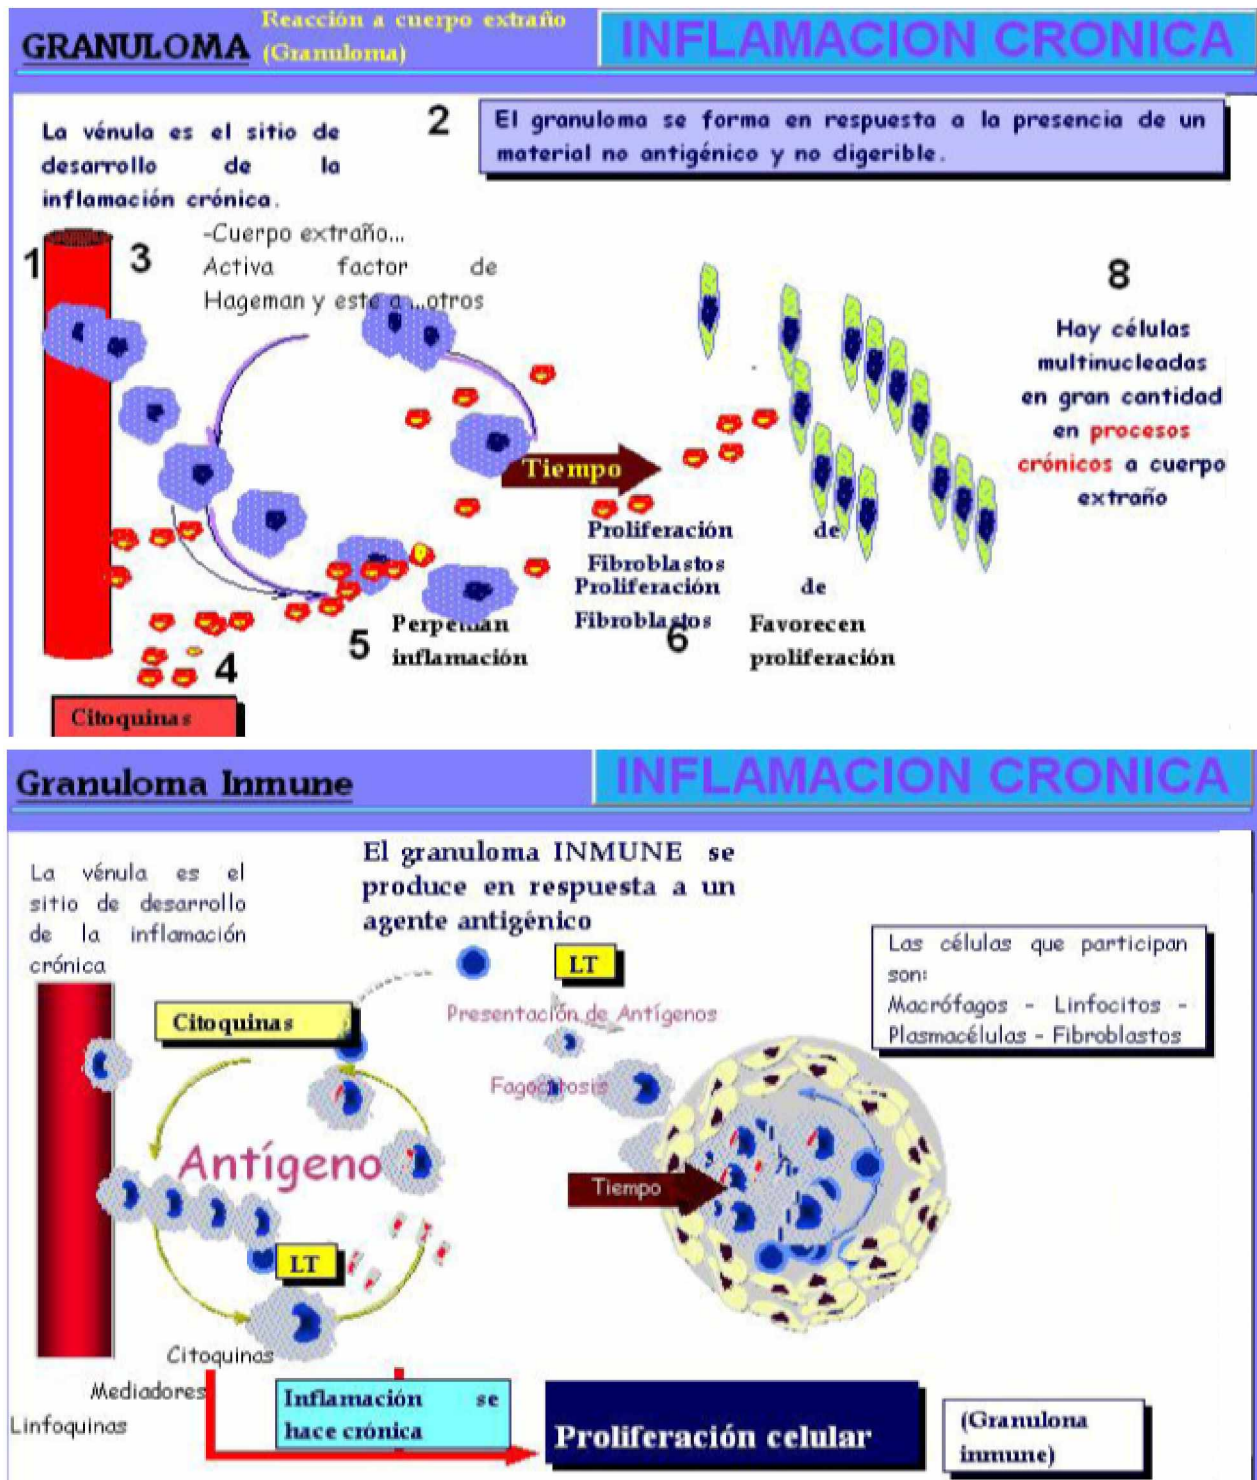 GRANULOMA
Reacción a cuerpo extraño
(Granuloma)
INFLAMACION CRONICA
La vénula es el sitio de
desarrollo de la
inflamación crónica.
2
El granuloma se forma en respuesta a la presencia de un
material no antigénico y no digerible.
1
3
-Cuerpo extraño...
Activa factor de
Hageman y este a ...otros
8
Hay células
multinucleadas
en gran cantidad
en procesos
crónicos a cuerpo
extraño
Tiempo
Proliferación de
Fibroblastos
Proliferación de
Fibroblastos
4
5
Perpetúan
inflamación
6
Favorecen
proliferación
Citoquinas
Granuloma Inmune
INFLAMACION CRONICA
La vénula es el
sitio de desarrollo
de la inflamación
crónica
El granuloma INMUNE se
produce en respuesta a un
agente antigénico
Las células que participan
son:
Macrófagos - Linfocitos -
Plasmacélulas - Fibroblastos
LT
Citoquinas
Presentación de Antígenos
Fagocitosis
Antígeno
Tiempo
LT
Citoquinas
Mediadores
Linfoquinas
Inflamación se
hace crónica
Proliferación celular
(Granulona
inmune)